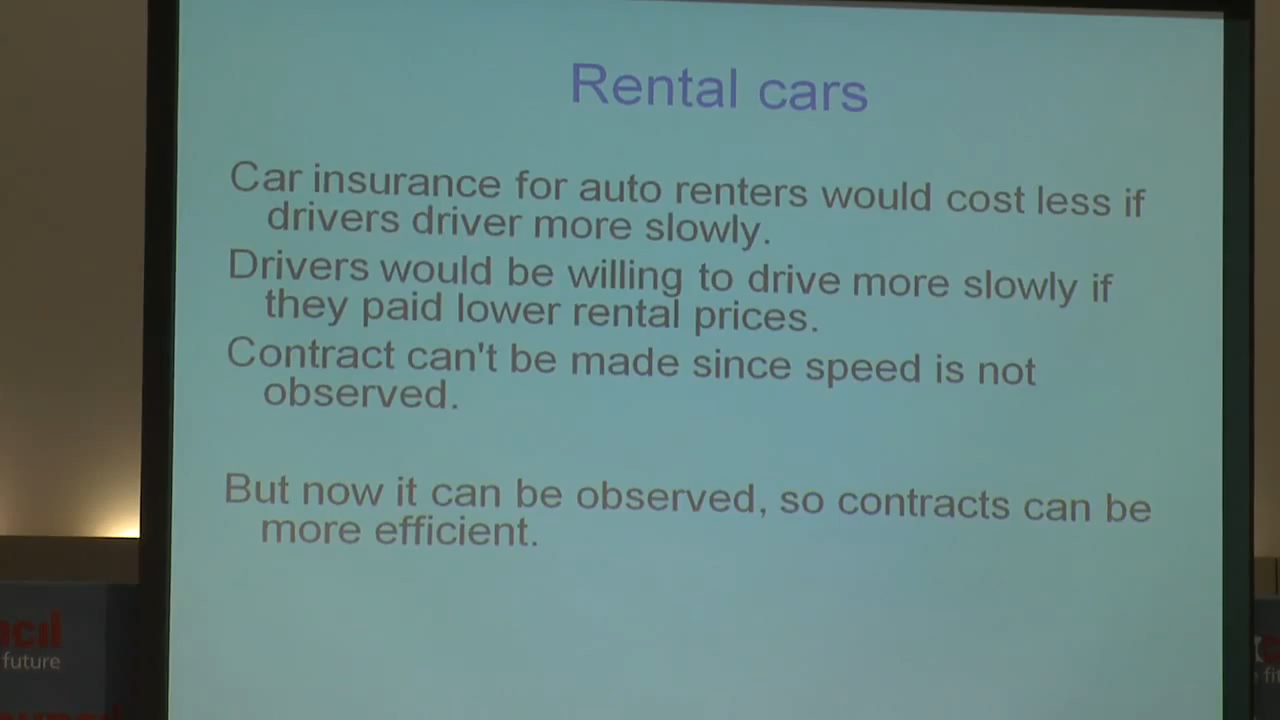 Rental cars
Car insurance for auto renters would cost less if
drivers driver more slowly.
Drivers would be willing to drive more slowly if
they paid lower rental prices.
Contract can't be made since speed is not
observed.
But now it can be observed, so contracts can be
more efficient.
future